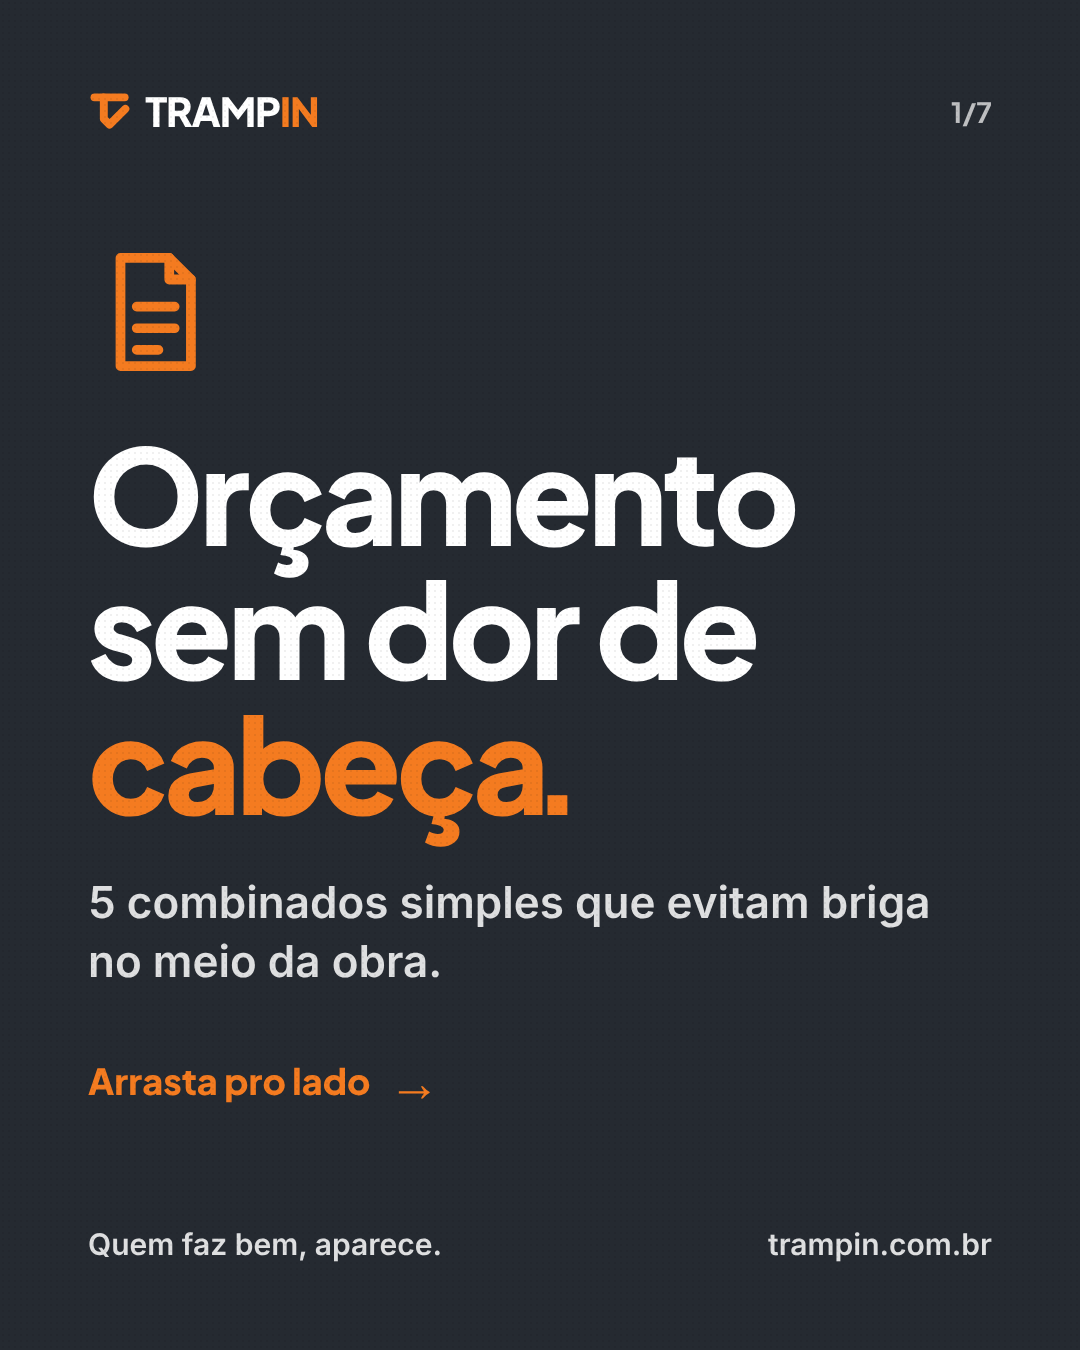 TRAMPIN
1/7
Orçamento
sem dor de
cabeça.
5 combinados simples que evitam briga
no meio da obra.
Arrasta pro lado →
Quem faz bem, aparece.
trampin.com.br